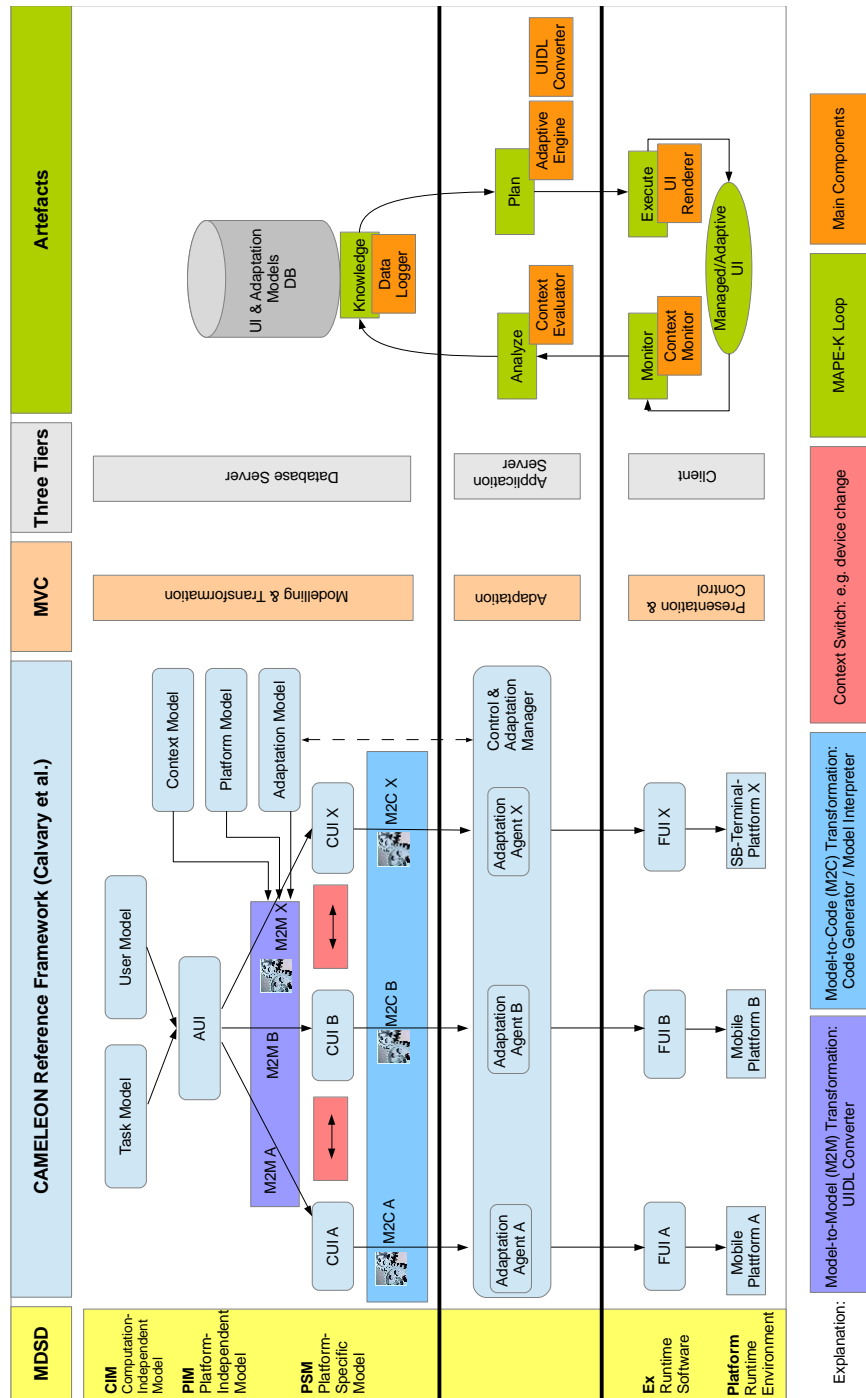 MDSD
CAMELEON Reference Framework (Calvary et al.)
MVC
Three Tiers
Artefacts
CIM
Computation-
Independent
Model
PIM
Platform-
Independent
Model
PSM
Platform-
Specific
Model
Ex
Runtime
Software
Platform
Runtime
Environment
Task Model
User Model
AUI
Context Model
Platform Model
Adaptation Model
M2M A
M2M B
M2M X
CUI A
CUI B
CUI X
M2C A
M2C B
M2C X
Control &
Adaptation
Manager
Adaptation
Agent A
Adaptation
Agent B
Adaptation
Agent X
FUI A
FUI B
FUI X
Mobile
Plattform A
Mobile
Plattform B
SB-Terminal-
Plattform X
Modelling & Transformation
Adaptation
Presentation &
Control
Database Server
Application
Server
Client
UI & Adaptation
Models
DB
Knowledge
Data
Logger
Analyze
Context
Evaluator
Plan
Adaptive
Engine
UIDL
Converter
Monitor
Context
Monitor
Execute
UI
Renderer
Managed/Adaptive
UI
Explanation:
Model-to-Model (M2M) Transformation:
UIDL Converter
Model-to-Code (M2C) Transformation:
Code Generator / Model Interpreter
Context Switch: e.g. device change
MAPE-K Loop
Main Components